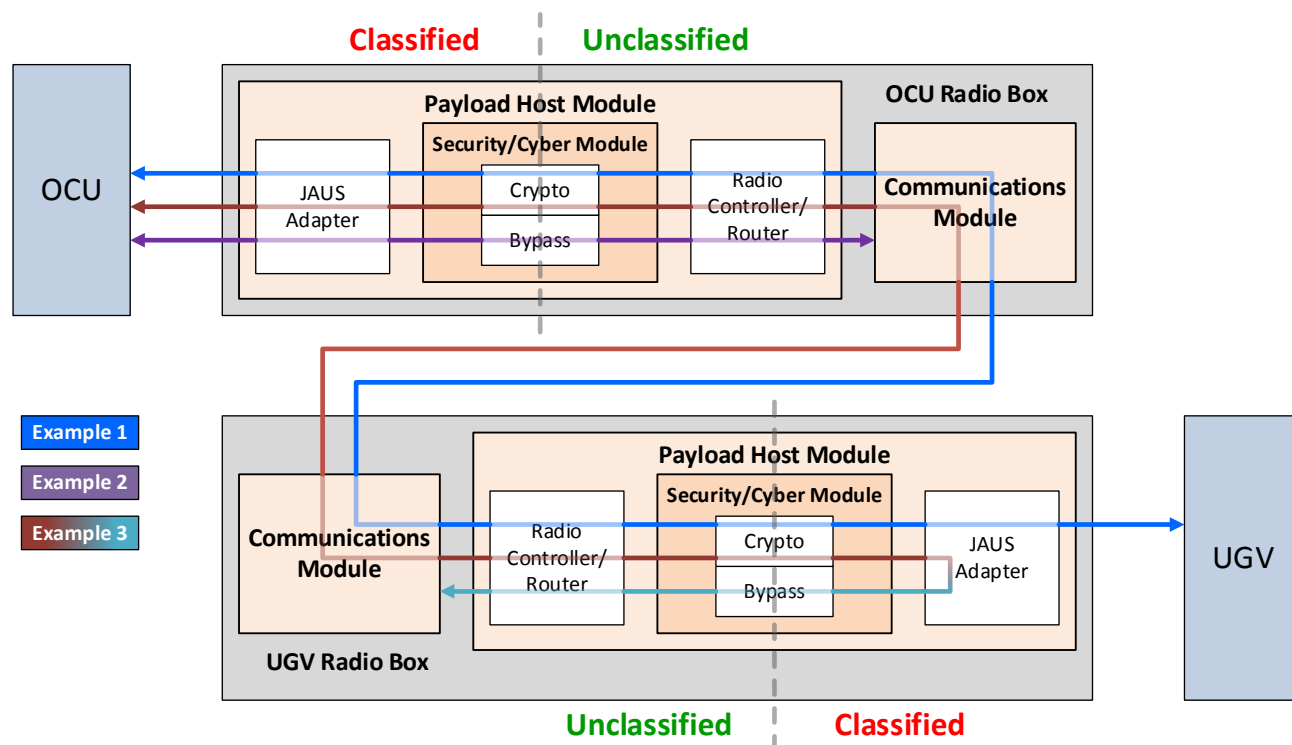 Classified
Unclassified
OCU
OCU Radio Box
Payload Host Module
Security/Cyber Module
JAUS
Adapter
Crypto
Bypass
Radio
Controller/
Router
Communications
Module
Example 1
Example 2
Example 3
Payload Host Module
Security/Cyber Module
Communications
Module
Radio
Controller/
Router
Crypto
Bypass
JAUS
Adapter
UGV
UGV Radio Box
Unclassified
Classified